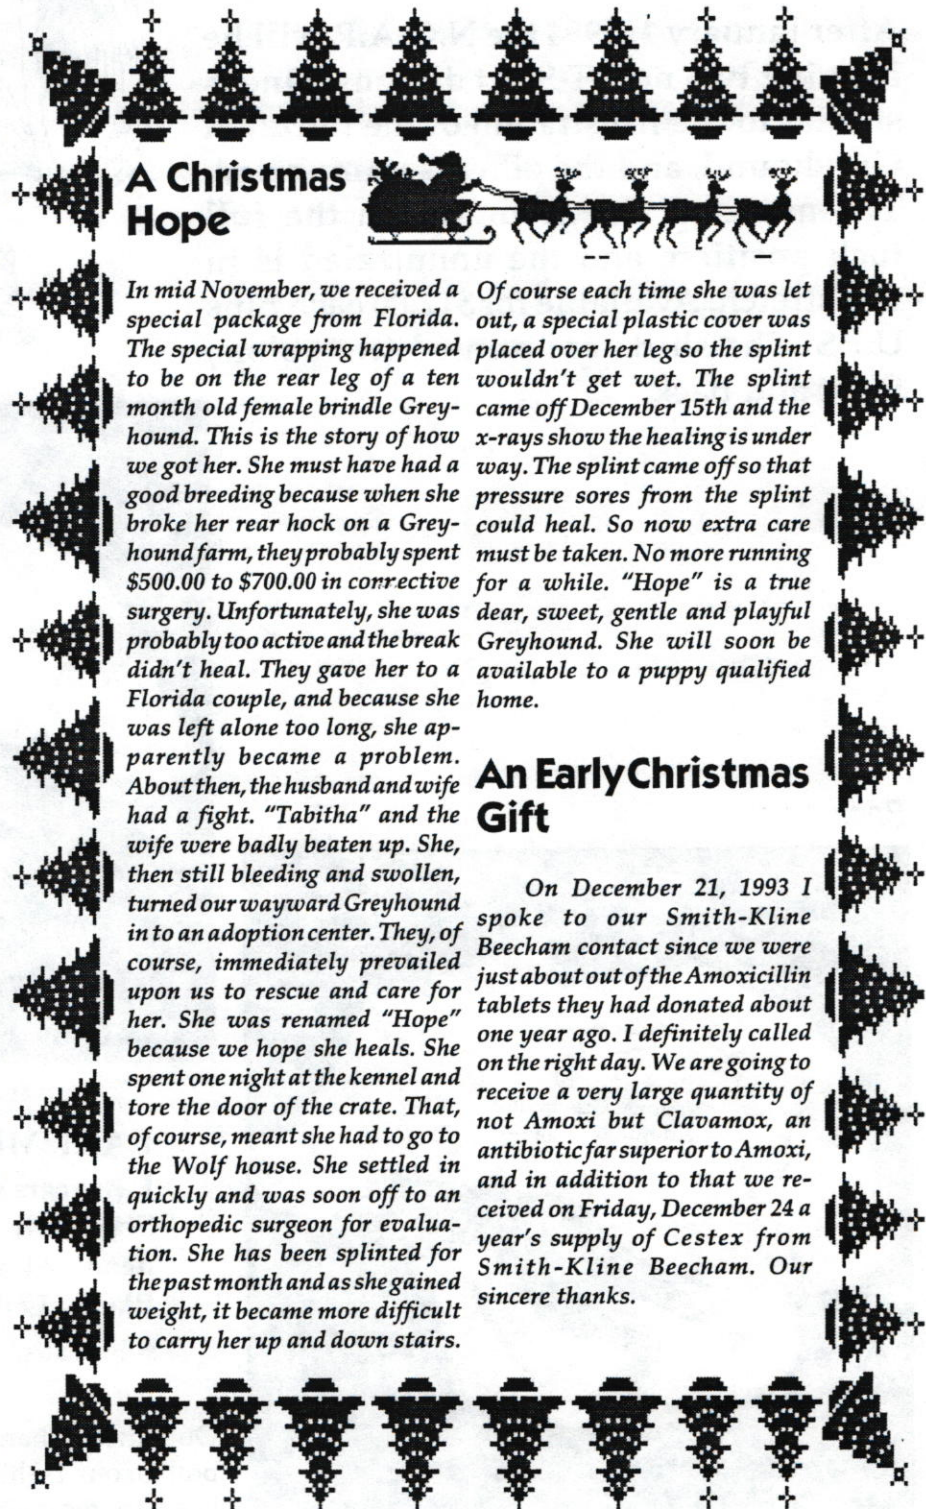 A Christmas
Hope
In mid November, we received a
special package from Florida.
The special wrapping happened
to be on the rear leg of a ten
month old female brindle Grey-
hound. This is the story of how
we got her. She must have had a
good breeding because when she
broke her rear hock on a Grey-
hound farm, they probably spent
$500.00 to $700.00 in corrective
surgery. Unfortunately, she was
probably too active and the break
didn't heal. They gave her to a
Florida couple, and because she
was left alone too long, she ap-
parently became a problem.
About then, the husband and wife
had a fight. "Tabitha" and the
wife were badly beaten up. She,
then still bleeding and swollen,
turned our wayward Greyhound
in to an adoption center. They, of
course, immediately prevailed
upon us to rescue and care for
her. She was renamed "Hope"
because we hope she heals. She
spent one night at the kennel and
tore the door of the crate. That,
of course, meant she had to go to
the Wolf house. She settled in
quickly and was soon off to an
orthopedic surgeon for evalua-
tion. She has been splinted for
the past month and as she gained
weight, it became more difficult
to carry her up and down stairs.
Of course each time she was let
out, a special plastic cover was
placed over her leg so the splint
wouldn't get wet. The splint
came off December 15th and the
x-rays show the healing is under
way. The splint came off so that
pressure sores from the splint
could heal. So now extra care
must be taken. No more running
for a while. "Hope" is a true
dear, sweet, gentle and playful
Greyhound. She will soon be
available to a puppy qualified
home.
An Early Christmas
Gift
On December 21, 1993 I
spoke to our Smith-Kline
Beecham contact since we were
just about out of the Amoxicillin
tablets they had donated about
one year ago. I definitely called
on the right day. We are going to
receive a very large quantity of
not Amoxi but Clavamox, an
antibiotic far superior to Amoxi,
and in addition to that we re-
ceived on Friday, December 24 a
year's supply of Cestex from
Smith-Kline Beecham. Our
sincere thanks.